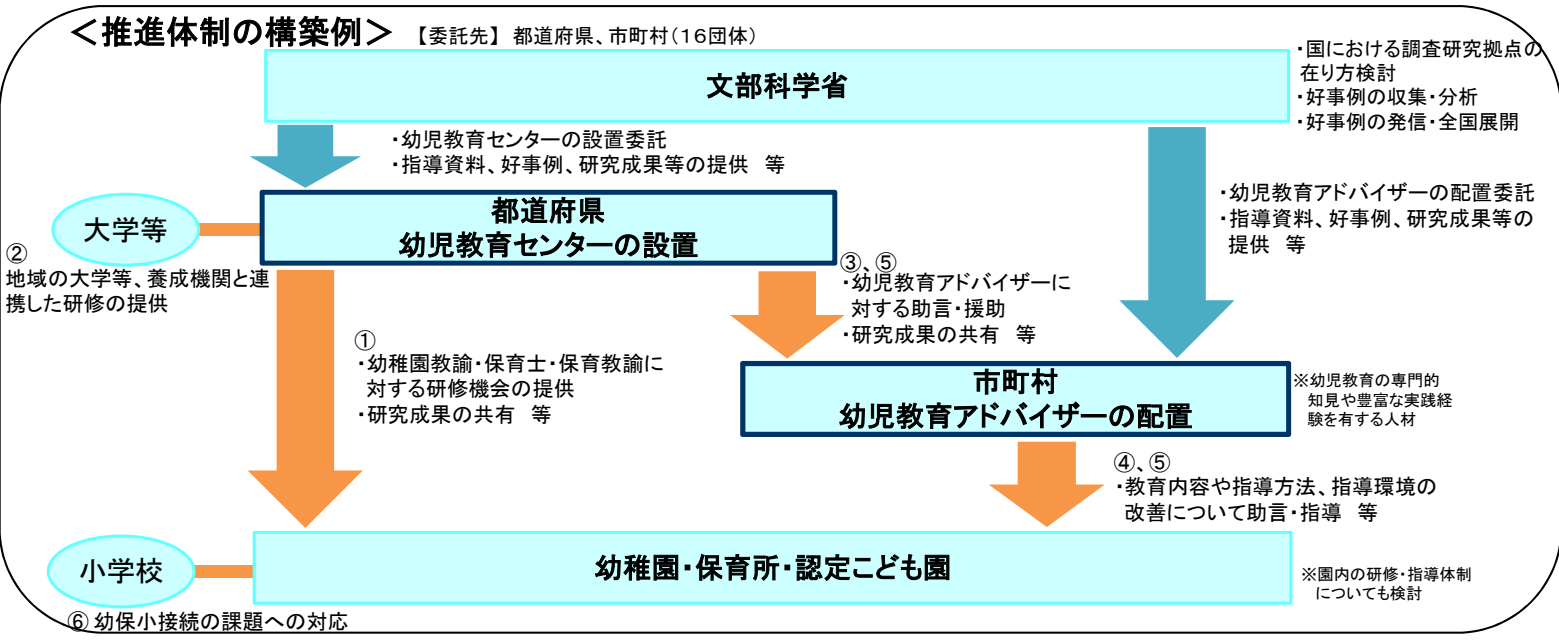 ＜推進体制の構築例＞ 【委託先】 都道府県、市町村（１６団体）
文部科学省
・国における調査研究拠点の
在り方検討
・好事例の収集・分析
・好事例の発信・全国展開
・幼児教育センターの設置委託
・指導資料、好事例、研究成果等の提供　等
・幼児教育アドバイザーの配置委託
・指導資料、好事例、研究成果等の
提供　等
大学等
都道府県
幼児教育センターの設置
②
地域の大学等、養成機関と連
携した研修の提供
③、⑤
・幼児教育アドバイザーに
対する助言・援助
・研究成果の共有　等
①
・幼稚園教諭・保育士・保育教諭に
対する研修機会の提供
・研究成果の共有　等
市町村
幼児教育アドバイザーの配置
※幼児教育の専門的
知見や豊富な実践経
験を有する人材
④、⑤
・教育内容や指導方法、指導環境の
改善について助言・指導　等
小学校
幼稚園・保育所・認定こども園
※園内の研修・指導体制
についても検討
⑥ 幼保小接続の課題への対応